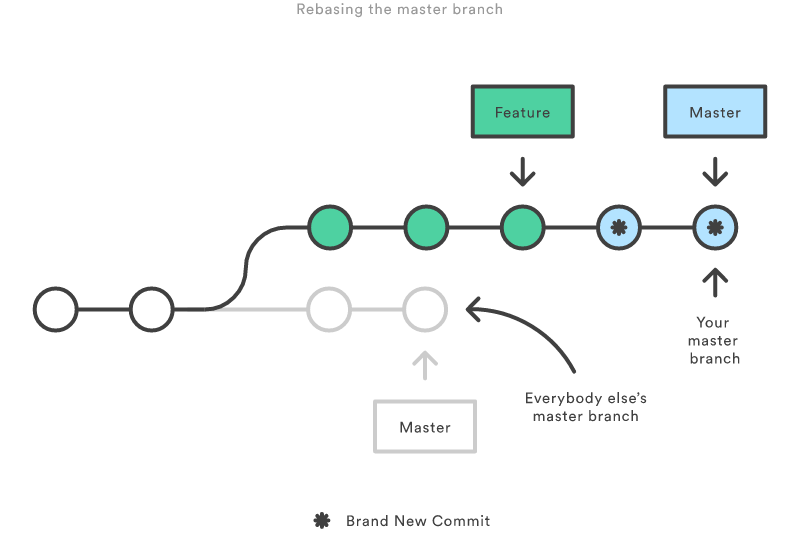 Rebasing the master branch
Feature
Master
Your
master
branch
Everybody else’s
master branch
Master
Brand New Commit